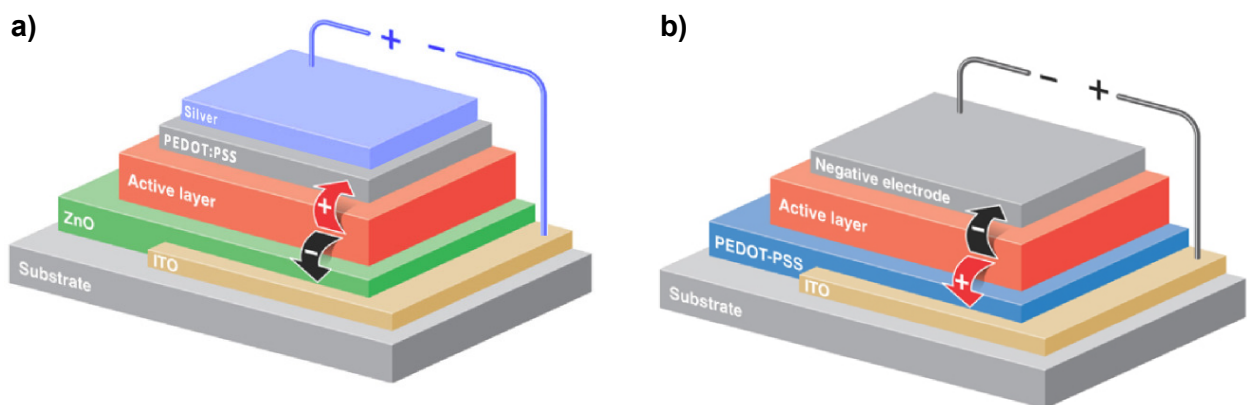 a)
+ -
Silver
PEDOT:PSS
Active layer
+
-
ZnO
ITO
Substrate
b)
- +
Negative electrode
Active layer
-
+
PEDOT-PSS
ITO
Substrate